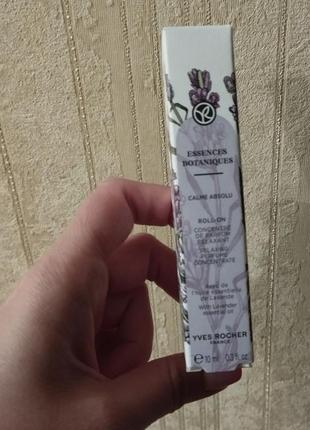 ESSENCES
BOTANIQUES
CALME ABSOLU
ROLL-ON
CONCENTRÉ
DE PARFUM
RELAXANT
RELAXING
PERFUME
CONCENTRATE
Avec de
l'huile essentielle
de Lavande
With Lavender
essential oil
YVES ROCHER
FRANCE
℮ 10 ml 0.3 fl.oz